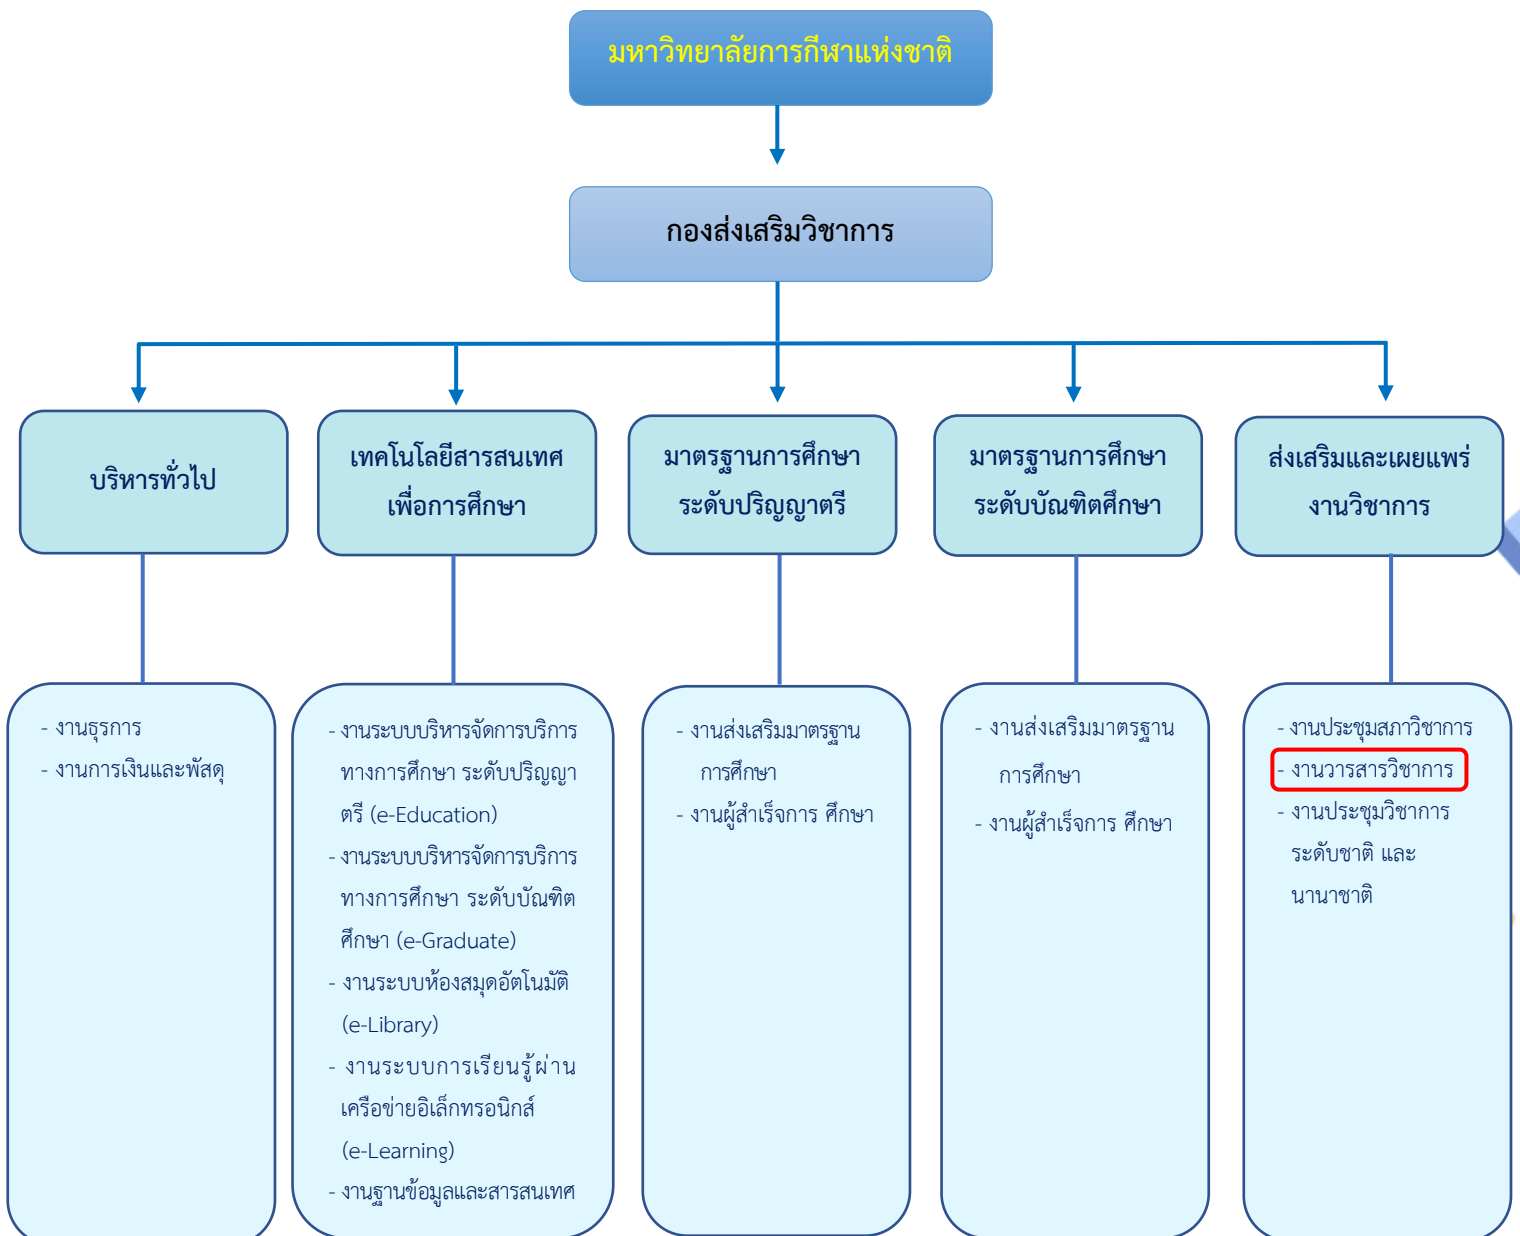 มหาวิทยาลัยการกีฬาแห่งชาติ
กองส่งเสริมวิชาการ
บริหารทั่วไป
เทคโนโลยีสารสนเทศ
เพื่อการศึกษา
มาตรฐานการศึกษา
ระดับปริญญาตรี
มาตรฐานการศึกษา
ระดับบัณฑิตศึกษา
ส่งเสริมและเผยแพร่
งานวิชาการ
- งานธุรการ
- งานการเงินและพัสดุ
- งานระบบบริหารจัดการบริการ
ทางการศึกษา ระดับปริญญา
ตรี (e-Education)
- งานระบบบริหารจัดการบริการ
ทางการศึกษา ระดับบัณฑิต
ศึกษา (e-Graduate)
- งานระบบห้องสมุดอัตโนมัติ
(e-Library)
- งานระบบการเรียนรู้ผ่าน
เครือข่ายอิเล็กทรอนิกส์
(e-Learning)
- งานฐานข้อมูลและสารสนเทศ
- งานส่งเสริมมาตรฐาน
การศึกษา
- งานผู้สำเร็จการ ศึกษา
- งานส่งเสริมมาตรฐาน
การศึกษา
- งานผู้สำเร็จการ ศึกษา
- งานประชุมสภาวิชาการ
- งานวารสารวิชาการ
- งานประชุมวิชาการ
ระดับชาติ และ
นานาชาติ